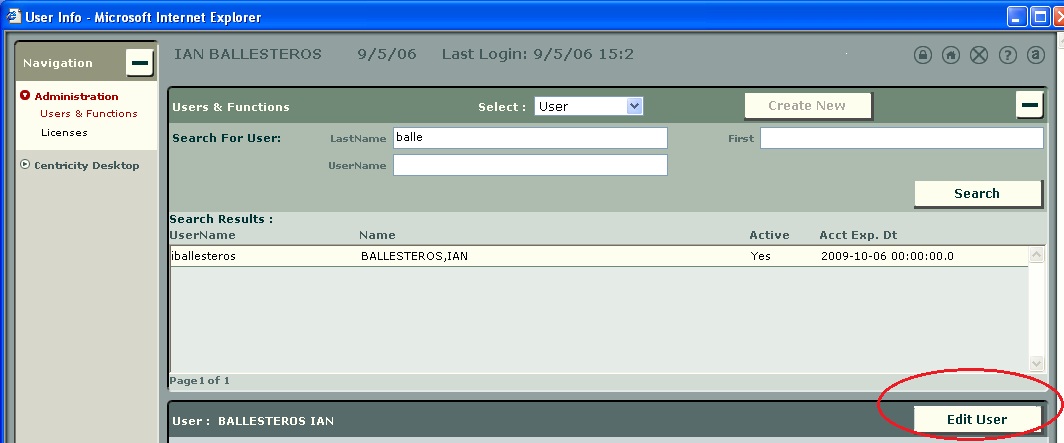 User Info - Microsoft Internet Explorer
Navigation
IAN BALLESTEROS 9/5/06 Last Login: 9/5/06 15:2
Administration
Users & Functions
Licenses
Centricity Desktop
Users & Functions Select : User Create New
Search For User: LastName balle First
UserName
Search
Search Results :
UserName Name Active Acct Exp. Dt
iballesteros BALLESTEROS,IAN Yes 2009-10-06 00:00:00.0
Page1 of 1
User : BALLESTEROS IAN Edit User